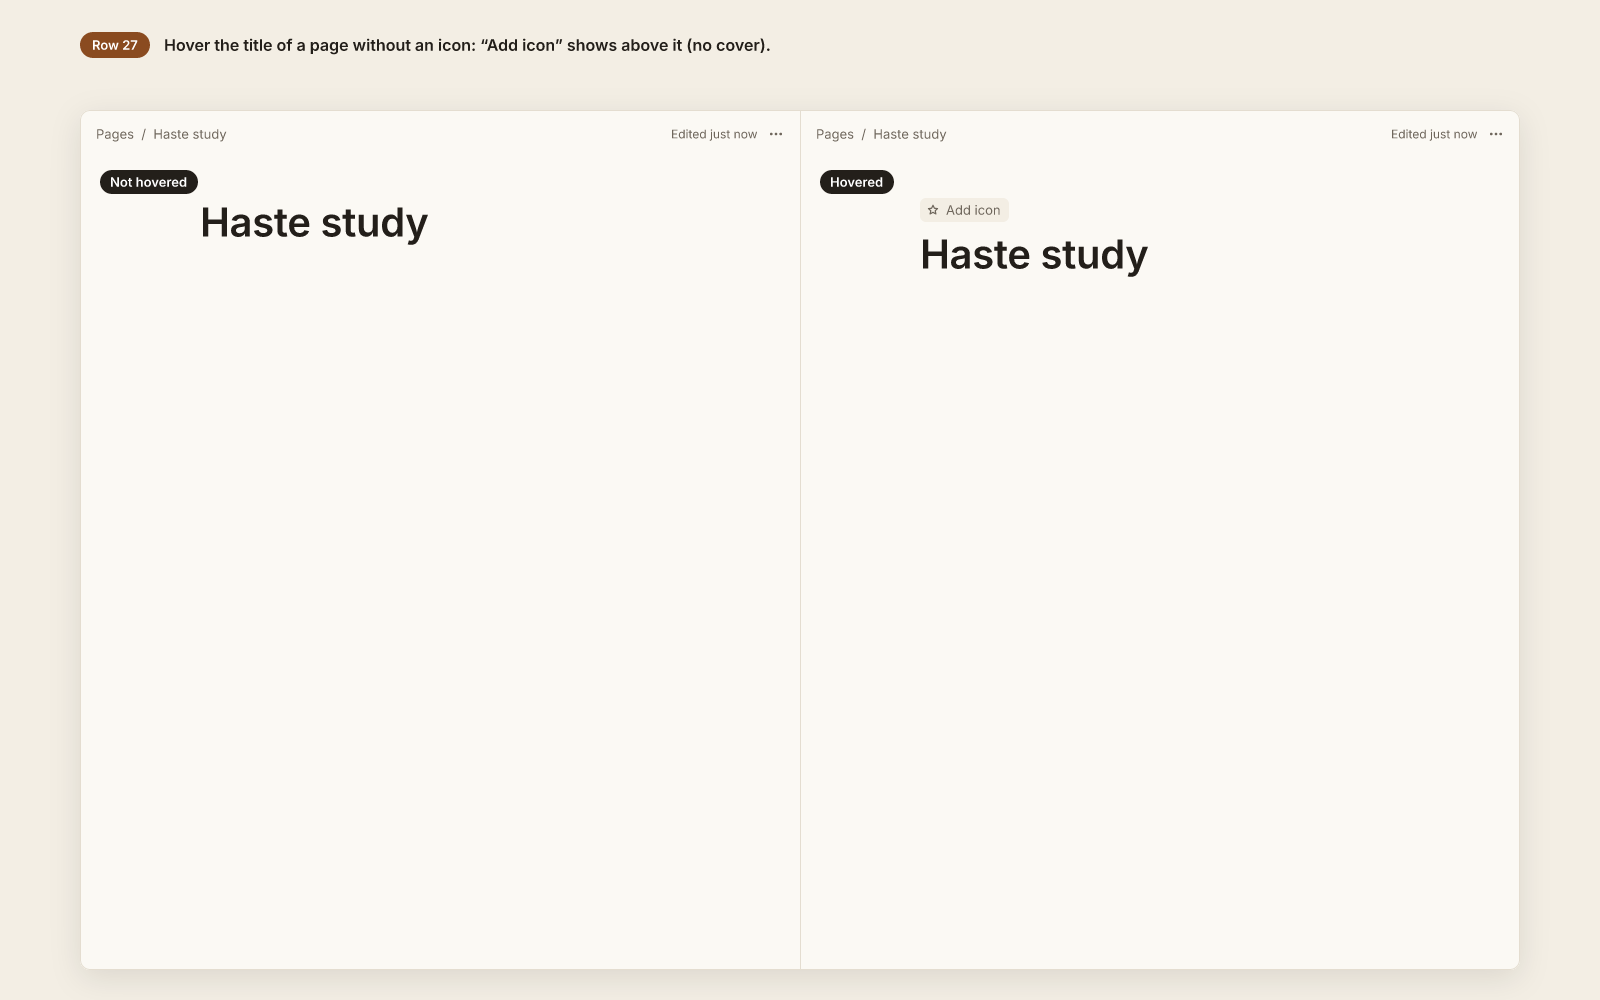 Row 27
Hover the title of a page without an icon: “Add icon” shows above it (no cover).
Pages / Haste study
Edited just now
Not hovered
Haste study
Pages / Haste study
Edited just now
Hovered
Add icon
Haste study